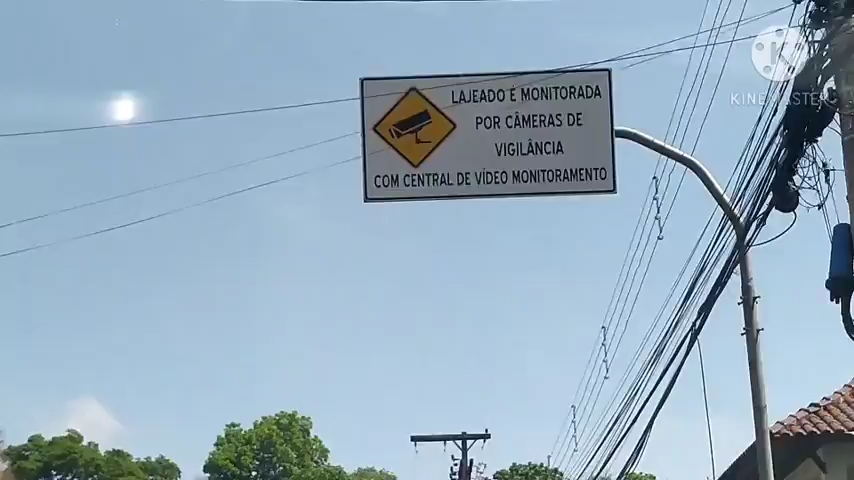 LAJEADO É MONITORADA
POR CÂMERAS DE
VIGILÂNCIA
COM CENTRAL DE VÍDEO MONITORAMENTO
K
KINEMASTER